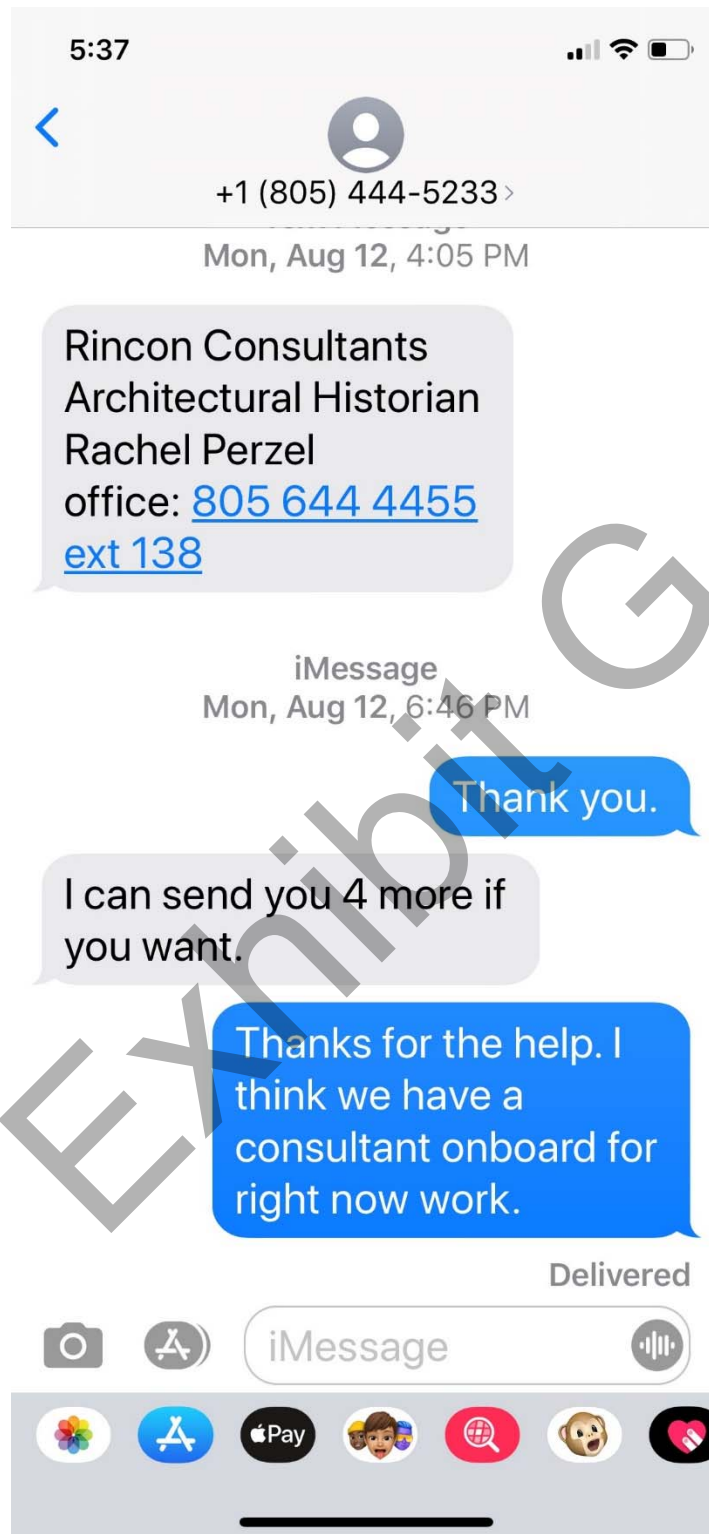 5:37
+1 (805) 444-5233
Mon, Aug 12, 4:05 PM
Rincon Consultants
Architectural Historian
Rachel Perzel
office: 805 644 4455
ext 138
iMessage
Mon, Aug 12, 6:46 PM
Thank you.
I can send you 4 more if
you want.
Thanks for the help. I
think we have a
consultant onboard for
right now work.
Delivered
iMessage
Pay
Exhibit G